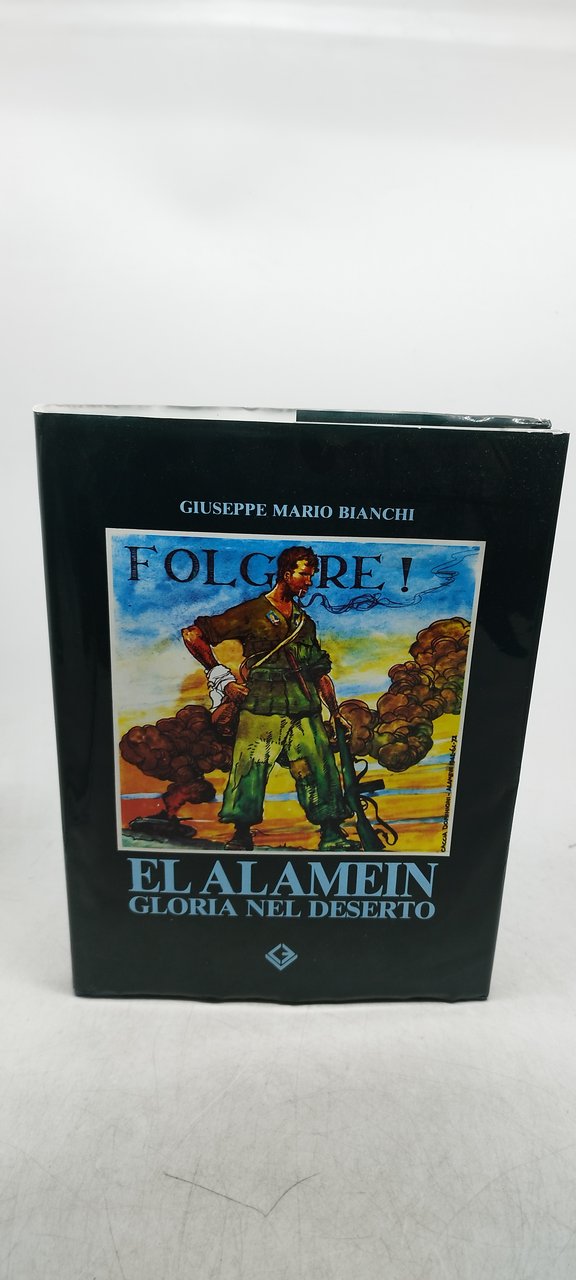 GIUSEPPE MARIO BIANCHI
FOLGORE!
EL ALAMEIN
GLORIA NEL DESERTO